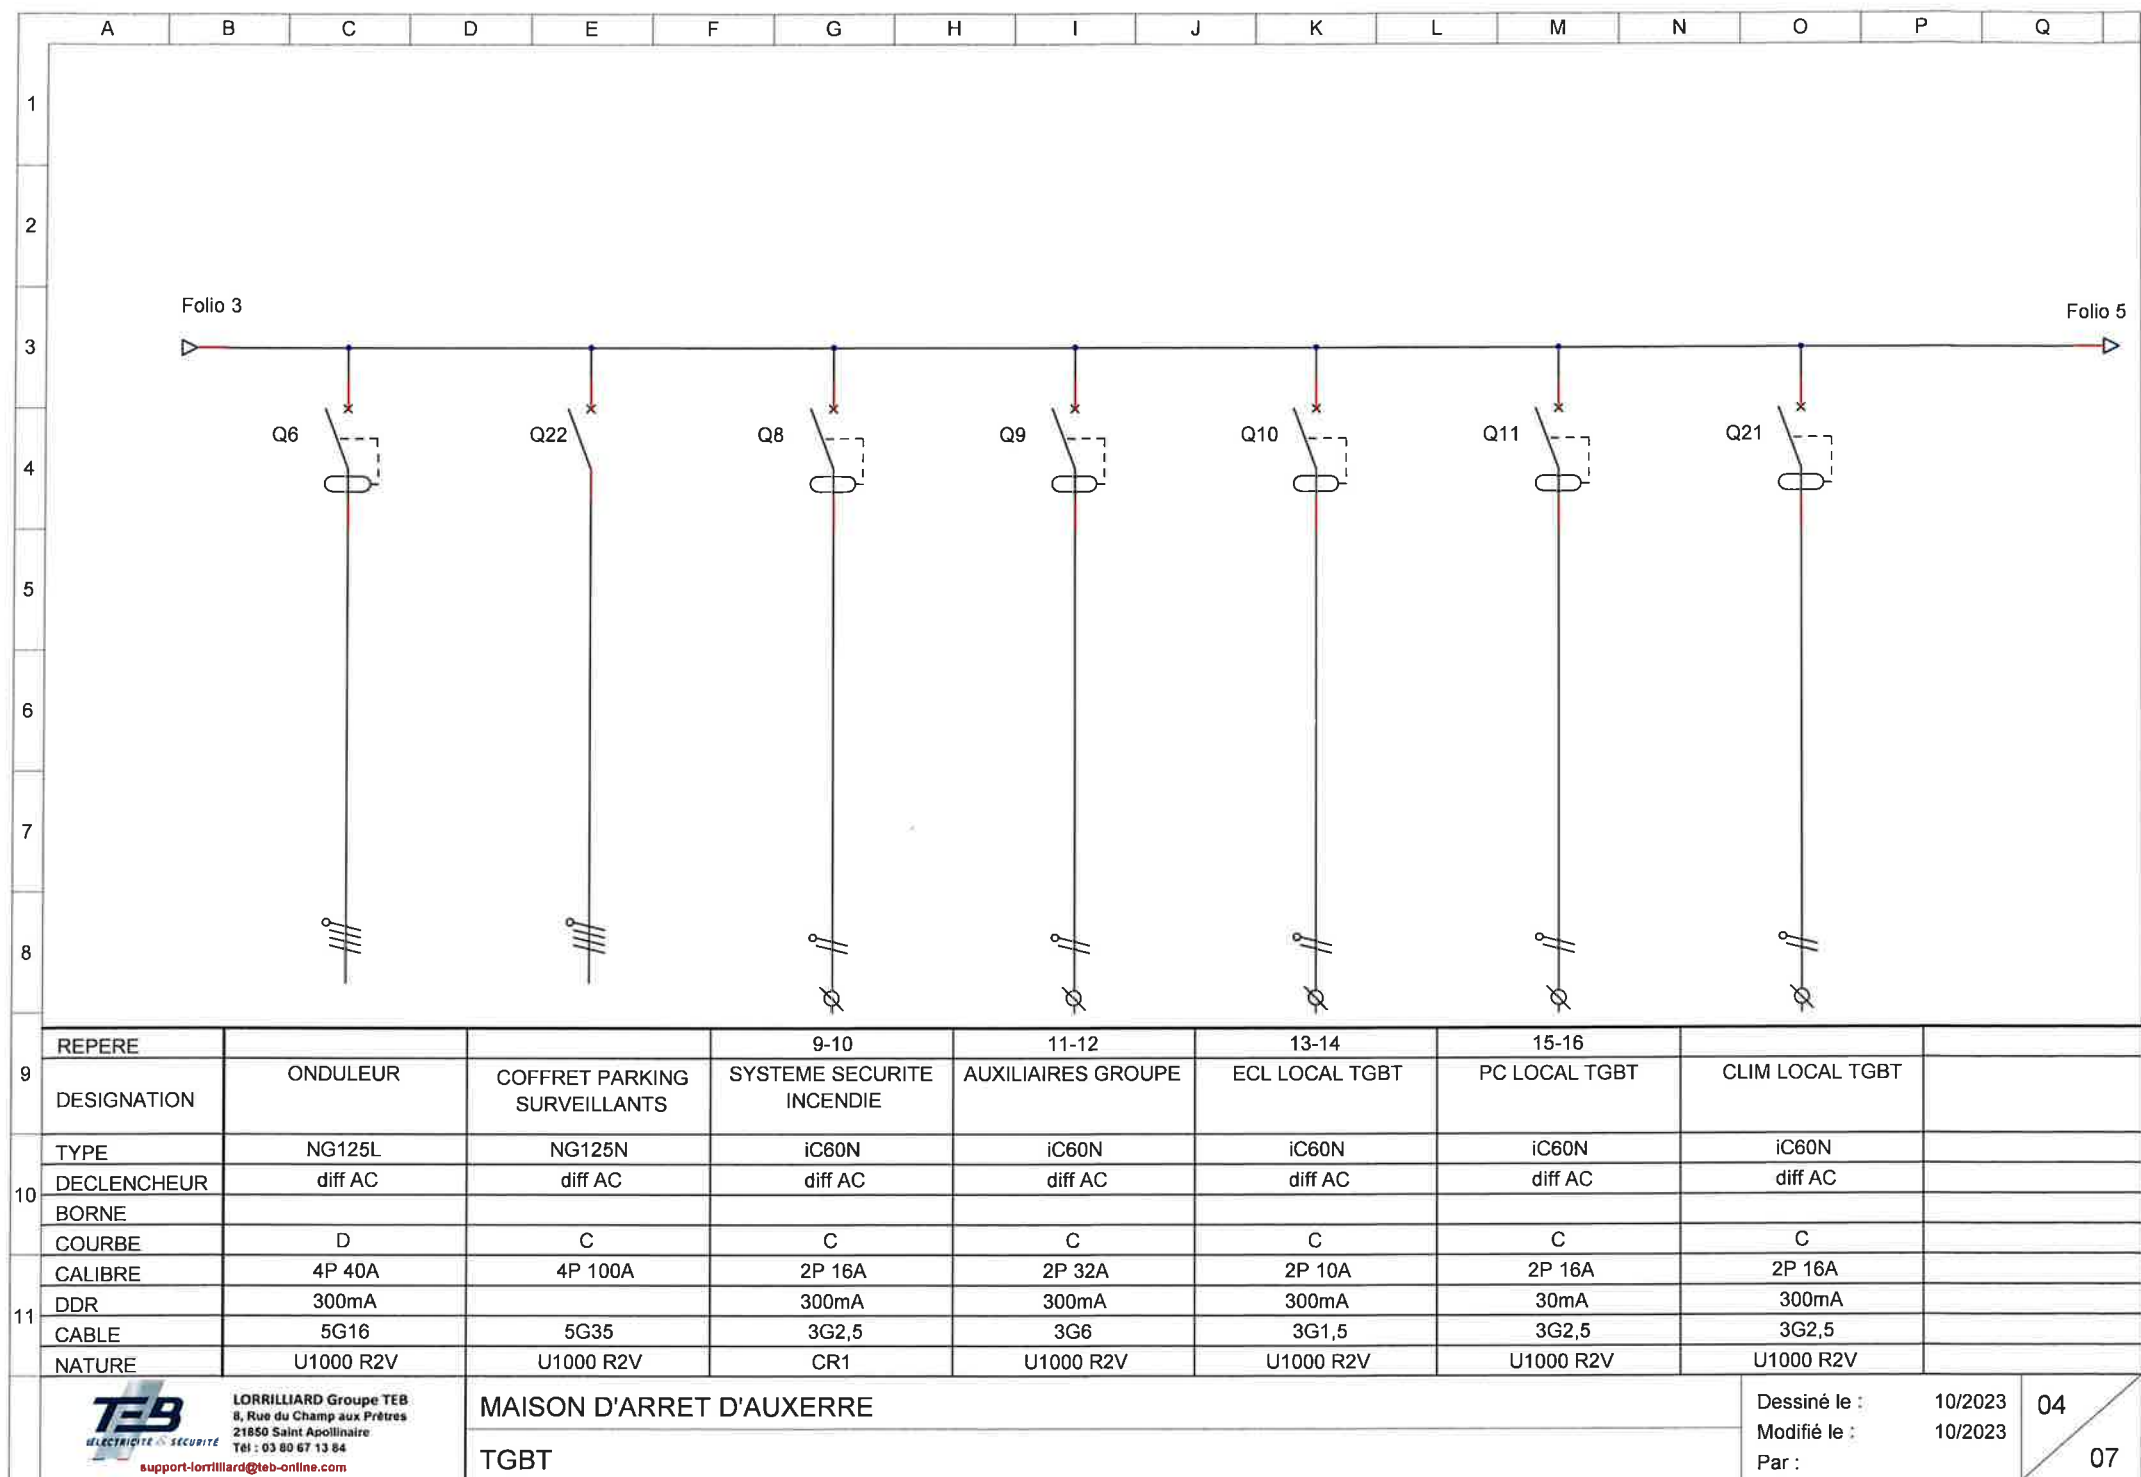 A B C D E F G H I J K L M N O P Q
1
2
Folio 3
Folio 5
3
Q6 Q22 Q8 Q9 Q10 Q11 Q21
4
5
6
7
8
REPERE 9-10 11-12 13-14 15-16
9
DESIGNATION ONDULEUR COFFRET PARKING SYSTEME SECURITE AUXILIAIRES GROUPE ECL LOCAL TGBT PC LOCAL TGBT CLIM LOCAL TGBT
SURVEILLANTS INCENDIE
TYPE NG125L NG125N iC60N iC60N iC60N iC60N iC60N
DECLENCHEUR diff AC diff AC diff AC diff AC diff AC diff AC diff AC
10
BORNE
COURBE D C C C C C C
CALIBRE 4P 40A 4P 100A 2P 16A 2P 32A 2P 10A 2P 16A 2P 16A
DDR 300mA 300mA 300mA 300mA 30mA 300mA
11
CABLE 5G16 5G35 3G2,5 3G6 3G1,5 3G2,5 3G2,5
NATURE U1000 R2V U1000 R2V CR1 U1000 R2V U1000 R2V U1000 R2V U1000 R2V
TEB
ELECTRICITE & SECURITE
LORRILLIARD Groupe TEB
8, Rue du Champ aux Prêtres
21850 Saint Apollinaire
Tél : 03 80 67 13 84
support-lorrilliard@teb-online.com
MAISON D'ARRET D'AUXERRE
TGBT
Dessiné le : 10/2023
Modifié le : 10/2023
Par :
04
07